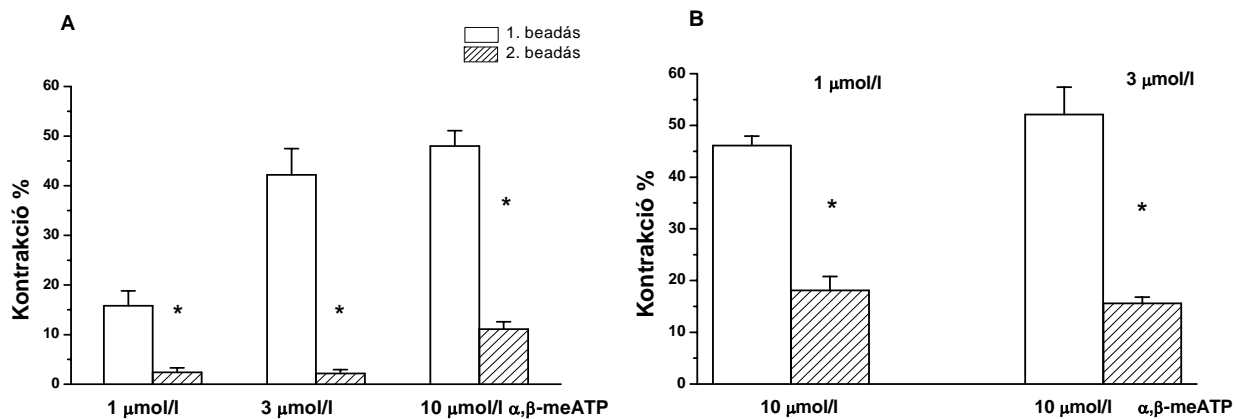 A
1. beadás
2. beadás
Kontrakció %
60
50
40
30
20
10
0
*
*
*
1 μmol/l 3 μmol/l 10 μmol/l α,β-meATP
B
1 μmol/l 3 μmol/l
Kontrakció %
60
50
40
30
20
10
0
*
*
10 μmol/l 10 μmol/l α,β-meATP